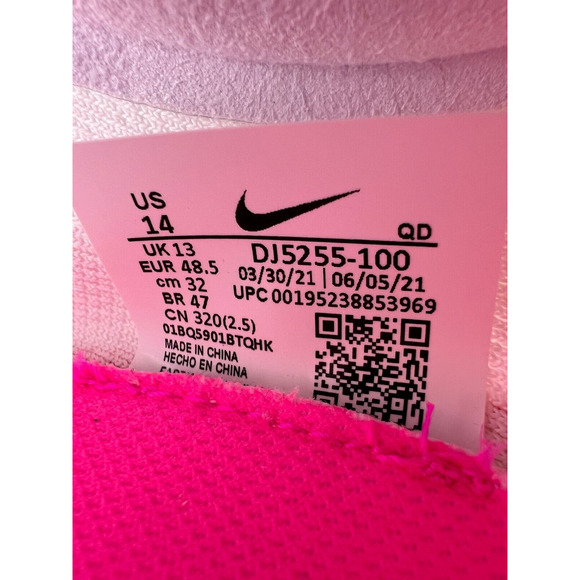 US
14
QD
UK 13
EUR 48.5
cm 32
BR 47
CN 320(2.5)
01BQ5901BTQHK
MADE IN CHINA
HECHO EN CHINA
DJ5255-100
03/30/21 | 06/05/21
UPC 00195238853969